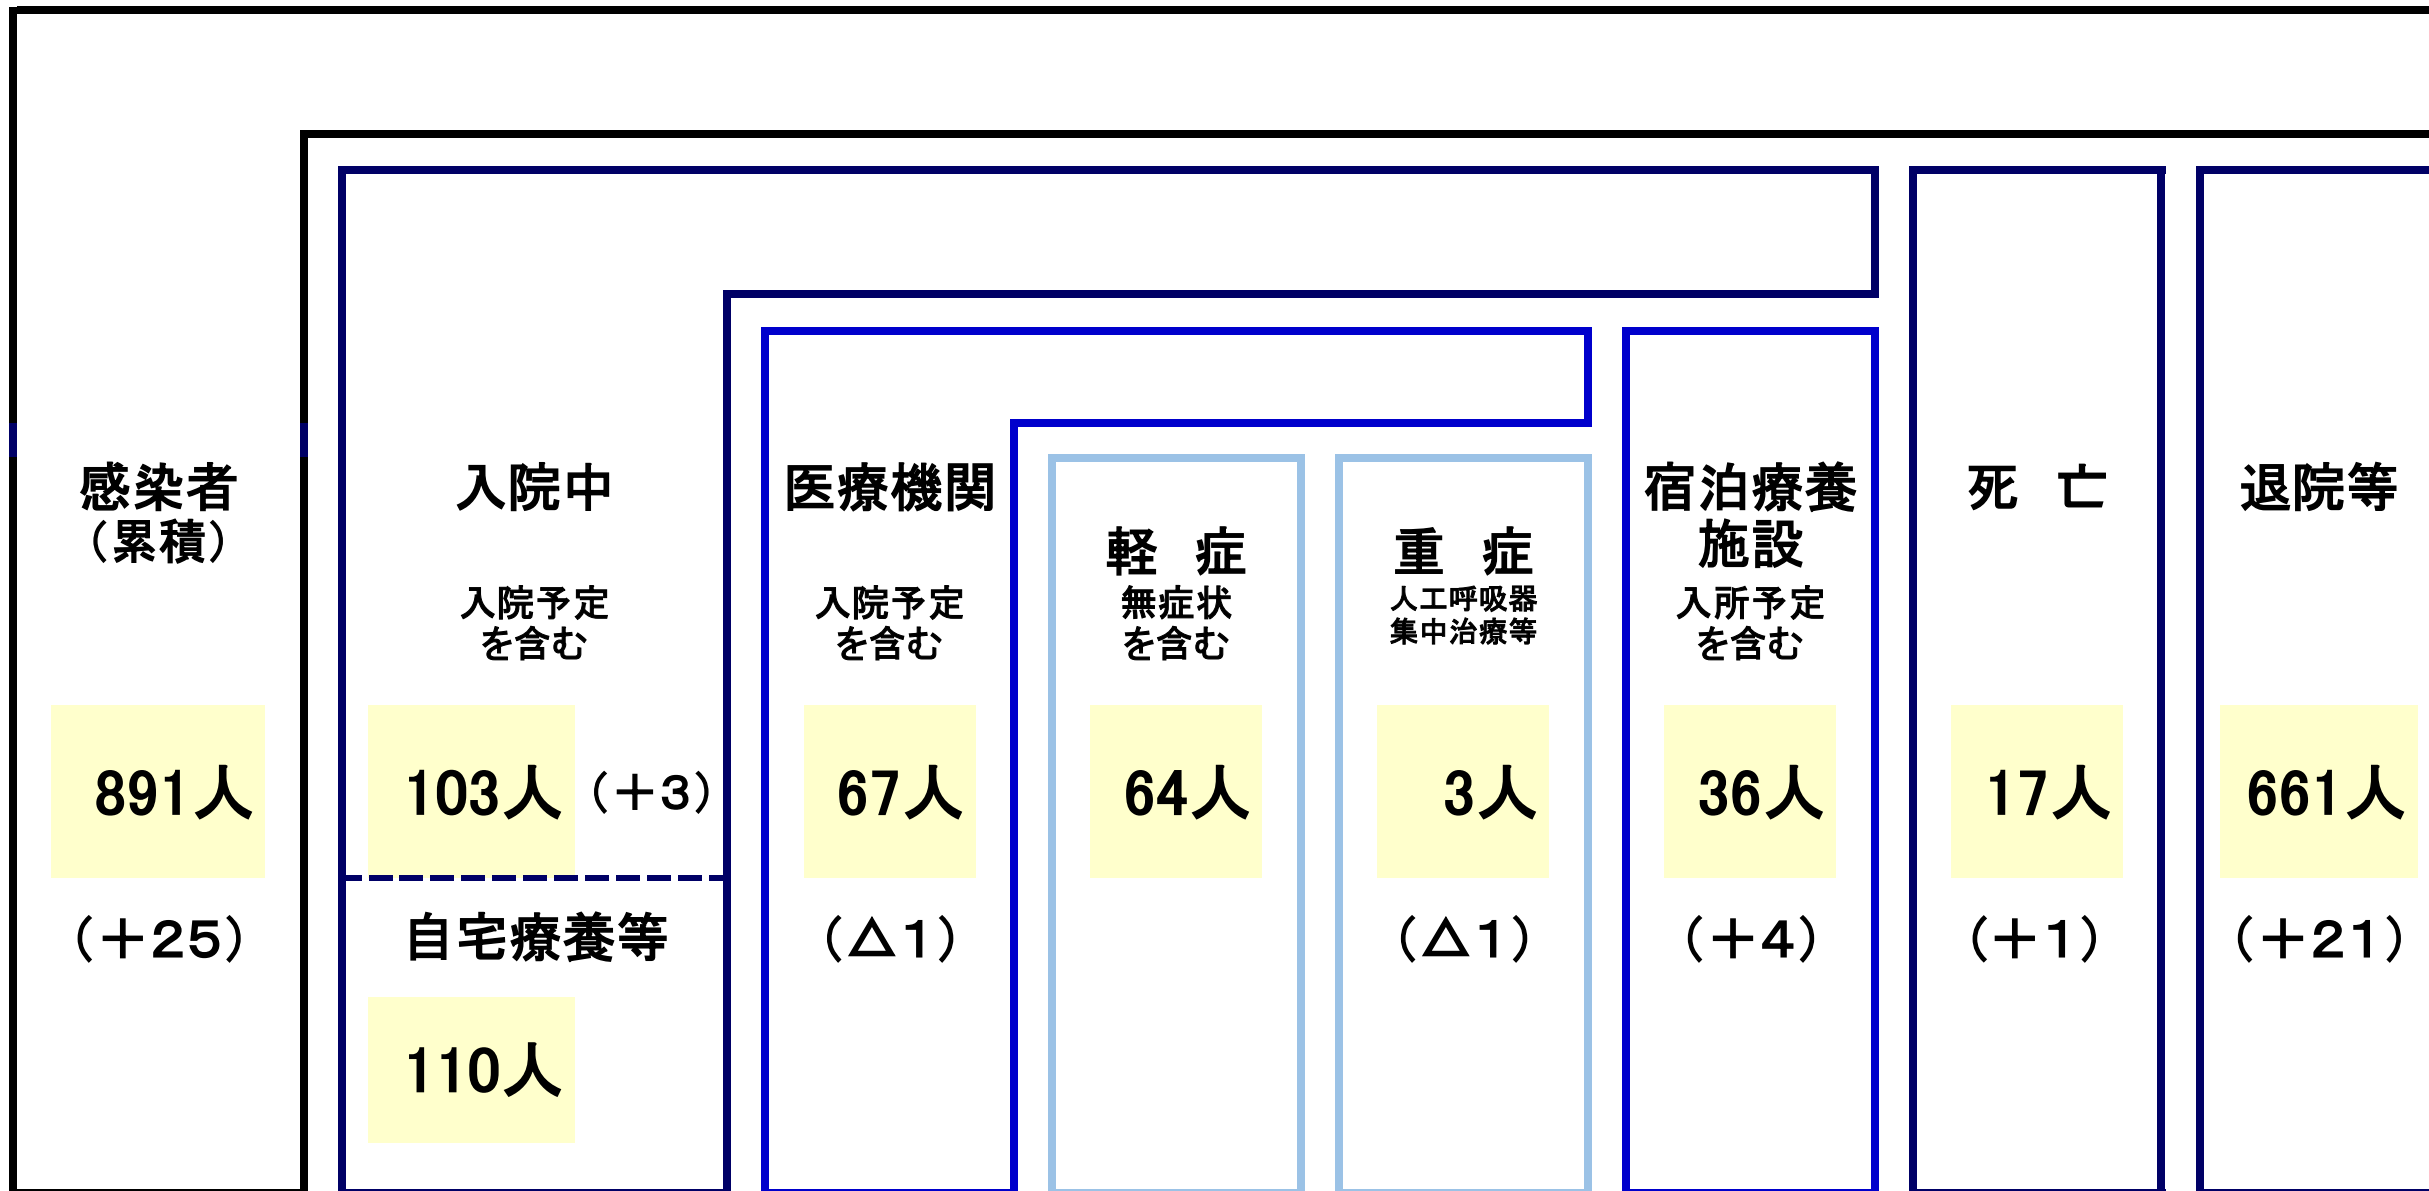 感染者
（累積）
891人
（＋25）
入院中
入院予定
を含む
103人（＋3）
自宅療養等
110人
医療機関
入院予定
を含む
67人
（△1）
軽　症
無症状
を含む
64人
重　症
人工呼吸器
集中治療等
3人
（△1）
宿泊療養
施設
入所予定
を含む
36人
（＋4）
死　亡
17人
（＋1）
退院等
661人
（＋21）